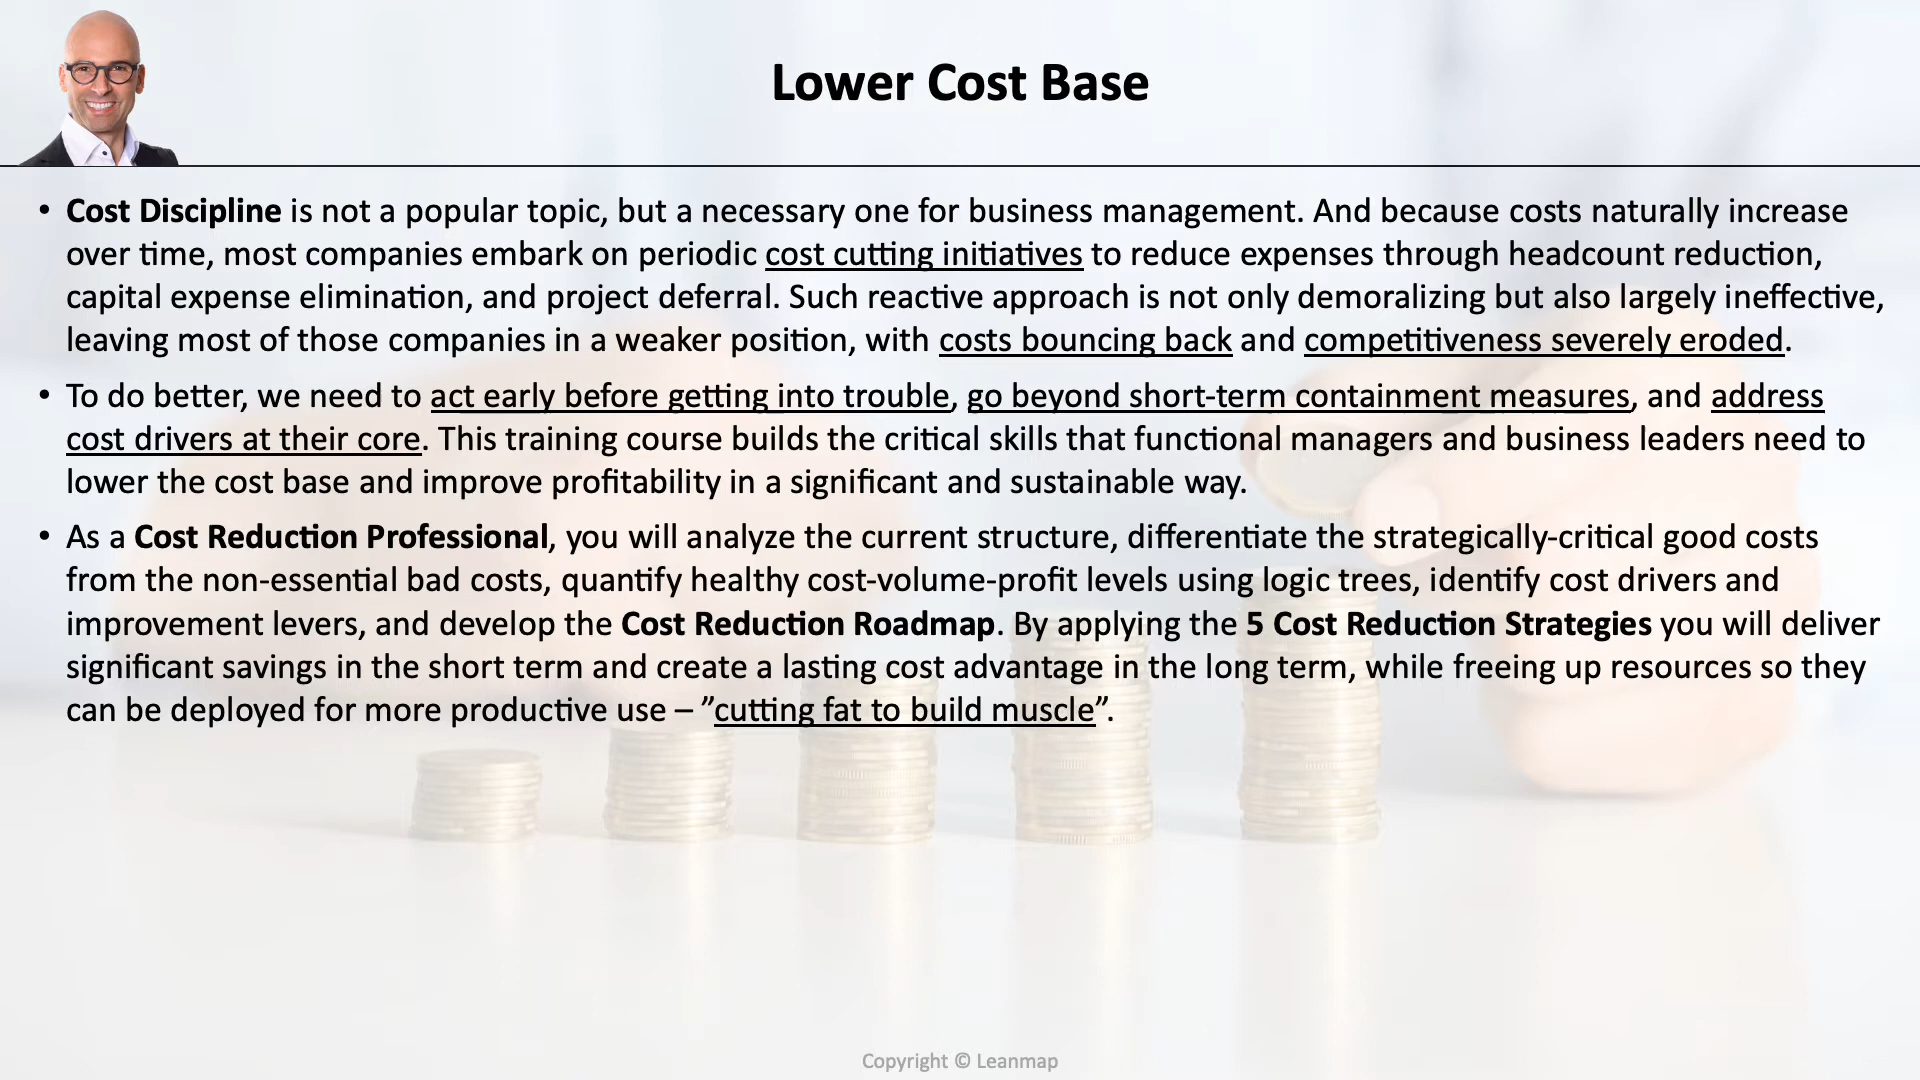 Lower Cost Base
• Cost Discipline is not a popular topic, but a necessary one for business management. And because costs naturally increase
over time, most companies embark on periodic cost cutting initiatives to reduce expenses through headcount reduction,
capital expense elimination, and project deferral. Such reactive approach is not only demoralizing but also largely ineffective,
leaving most of those companies in a weaker position, with costs bouncing back and competitiveness severely eroded.
• To do better, we need to act early before getting into trouble, go beyond short-term containment measures, and address
cost drivers at their core. This training course builds the critical skills that functional managers and business leaders need to
lower the cost base and improve profitability in a significant and sustainable way.
• As a Cost Reduction Professional, you will analyze the current structure, differentiate the strategically-critical good costs
from the non-essential bad costs, quantify healthy cost-volume-profit levels using logic trees, identify cost drivers and
improvement levers, and develop the Cost Reduction Roadmap. By applying the 5 Cost Reduction Strategies you will deliver
significant savings in the short term and create a lasting cost advantage in the long term, while freeing up resources so they
can be deployed for more productive use – ”cutting fat to build muscle”.
Copyright © Leanmap